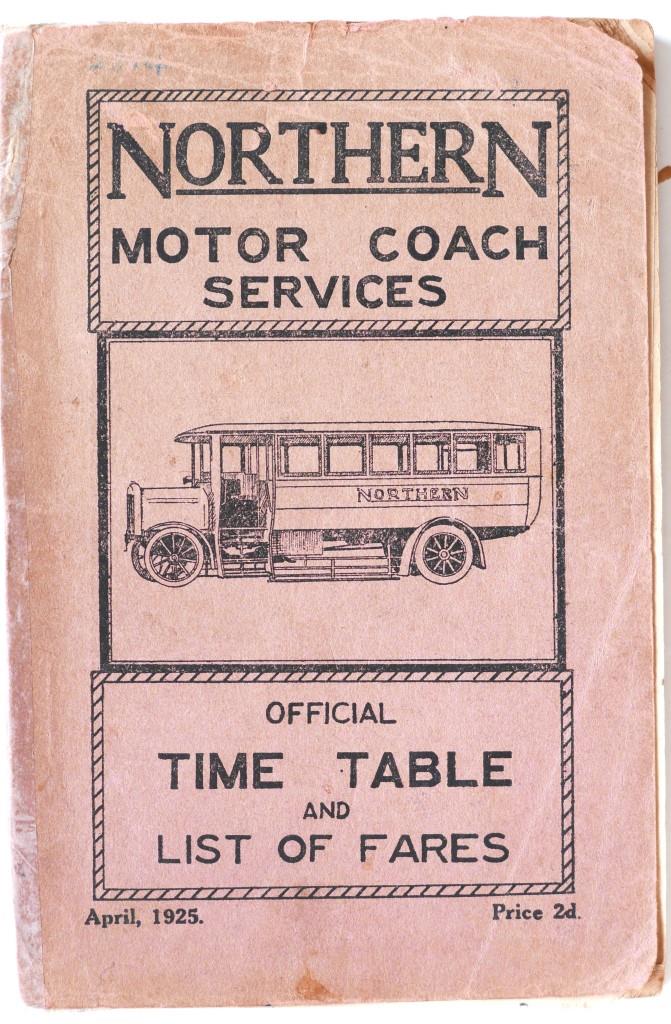 NORTHERN
MOTOR COACH
SERVICES
NORTHERN
OFFICIAL
TIME TABLE
AND
LIST OF FARES
April, 1925.
Price 2d.